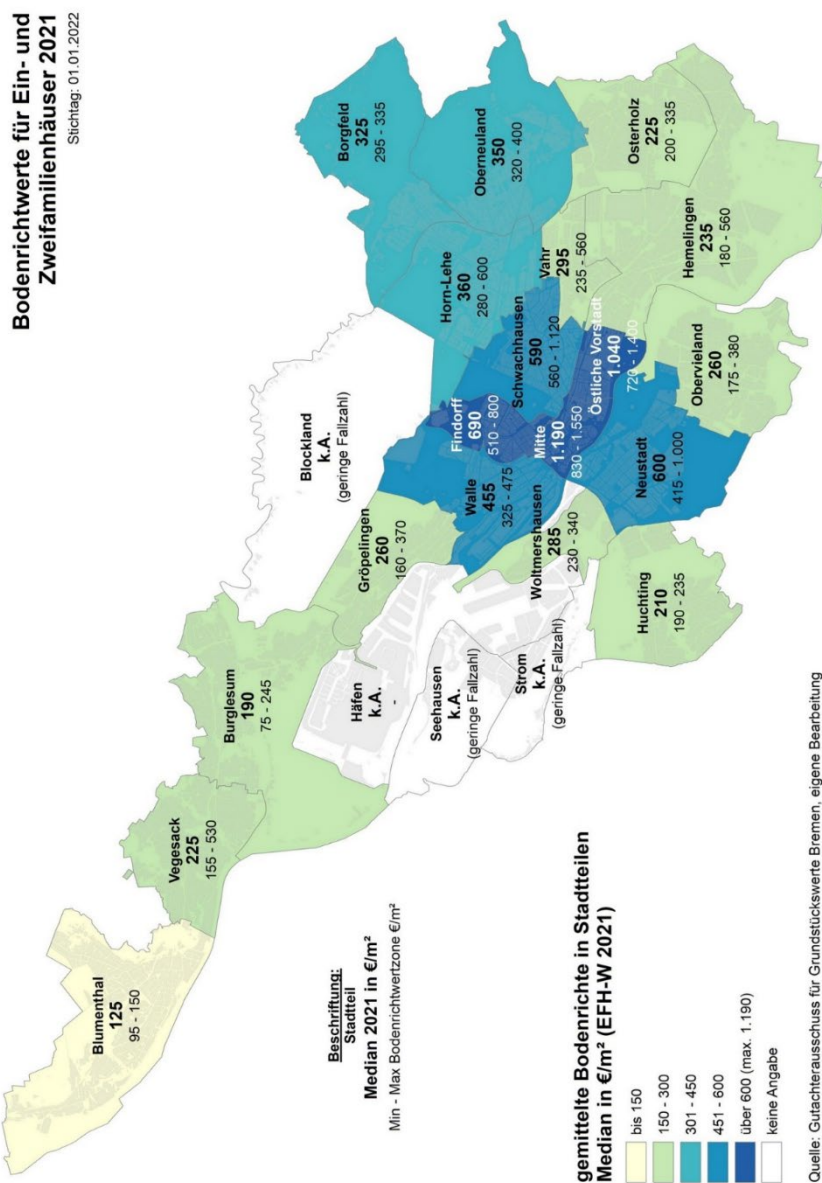 Bodenrichtwerte für Ein- und
Zweifamilienhäuser 2021
Stichtag: 01.01.2022
Borgfeld
325
295 - 335
Oberneuland
350
320 - 400
Horn-Lehe
360
280 - 600
Osterholz
225
200 - 335
Vahr
295
235 - 560
Hemelingen
235
180 - 560
Blockland
k.A.
(geringe Fallzahl)
Schwachhausen
590
560 - 1.120
Findorff
690
510 - 800
Östliche Vorstadt
1.040
720 - 1.400
Mitte
1.190
830 - 1.550
Obervieland
260
175 - 380
Walle
455
325 - 475
Neustadt
600
415 - 1.000
Gröpelingen
260
160 - 370
Woltmershausen
285
230 - 340
Huchting
210
190 - 235
Burglesum
190
75 - 245
Häfen
k.A.
-
Seehausen
k.A.
(geringe Fallzahl)
Strom
k.A.
(geringe Fallzahl)
Vegesack
225
155 - 530
Blumenthal
125
95 - 150
Beschriftung:
Stadtteil
Median 2021 in €/m²
Min - Max Bodenrichtwertzone €/m²
gemittelte Bodenrichte in Stadtteilen
Median in €/m² (EFH-W 2021)
bis 150
150 - 300
301 - 450
451 - 600
über 600 (max. 1.190)
keine Angabe
Quelle: Gutachterausschuss für Grundstückswerte Bremen, eigene Bearbeitung